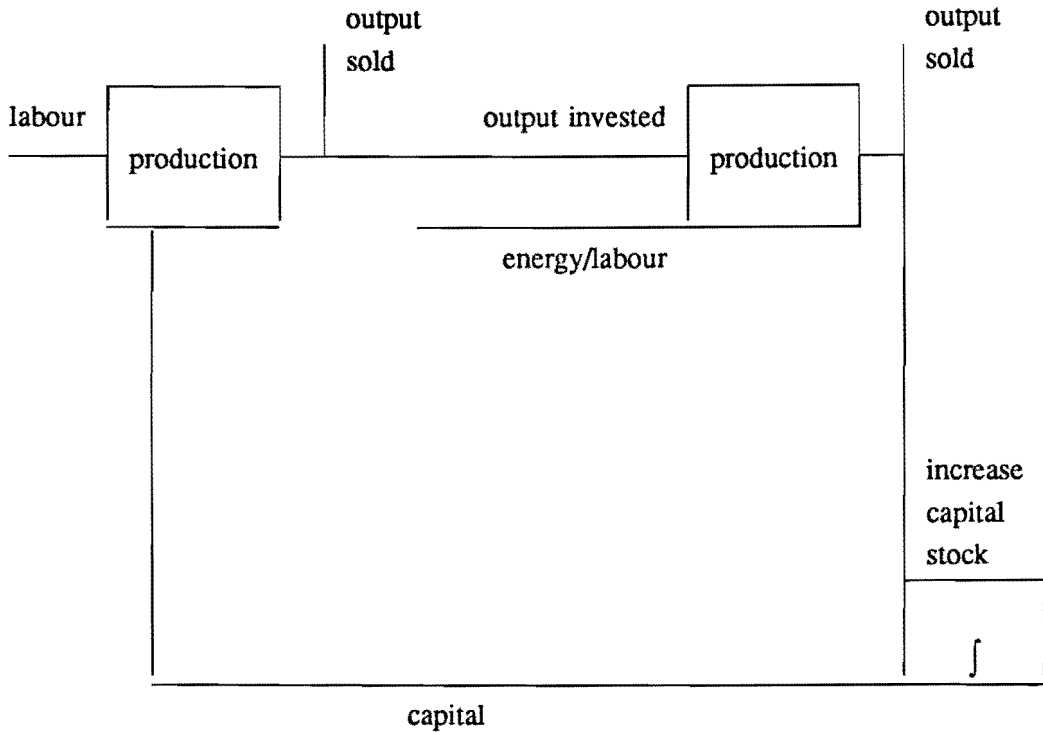 output
sold
output
sold
labour
output invested
production
production
energy/labour
increase
capital
stock
∫
capital